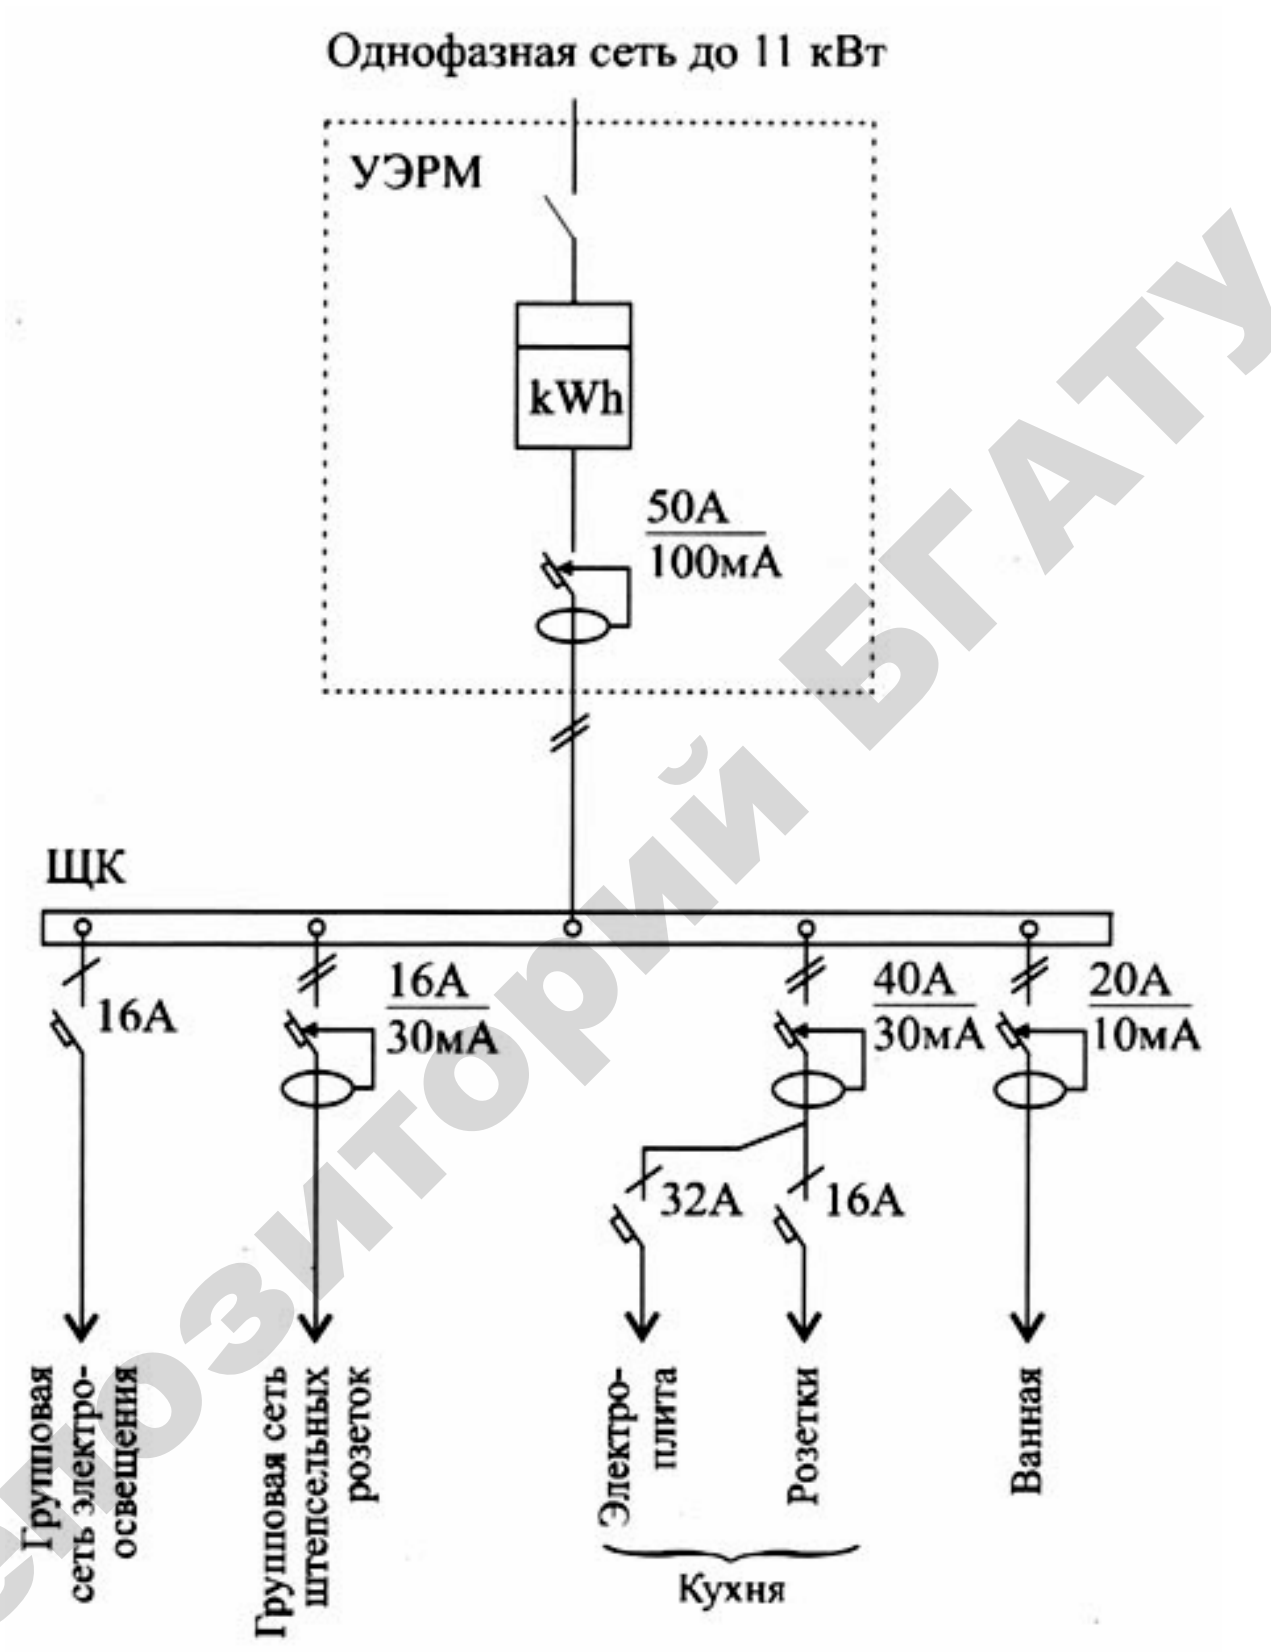 Однофазная сеть до 11 кВт
УЭРМ
kWh
50А
100мА
ЩК
16А
16А
30мА
40А
30мА
20А
10мА
32А
16А
Групповая
сеть электро-
освещения
Групповая сеть
штепсельных
розеток
Электро-
плита
Розетки
Ванная
Кухня
епозиторий БГАТУ